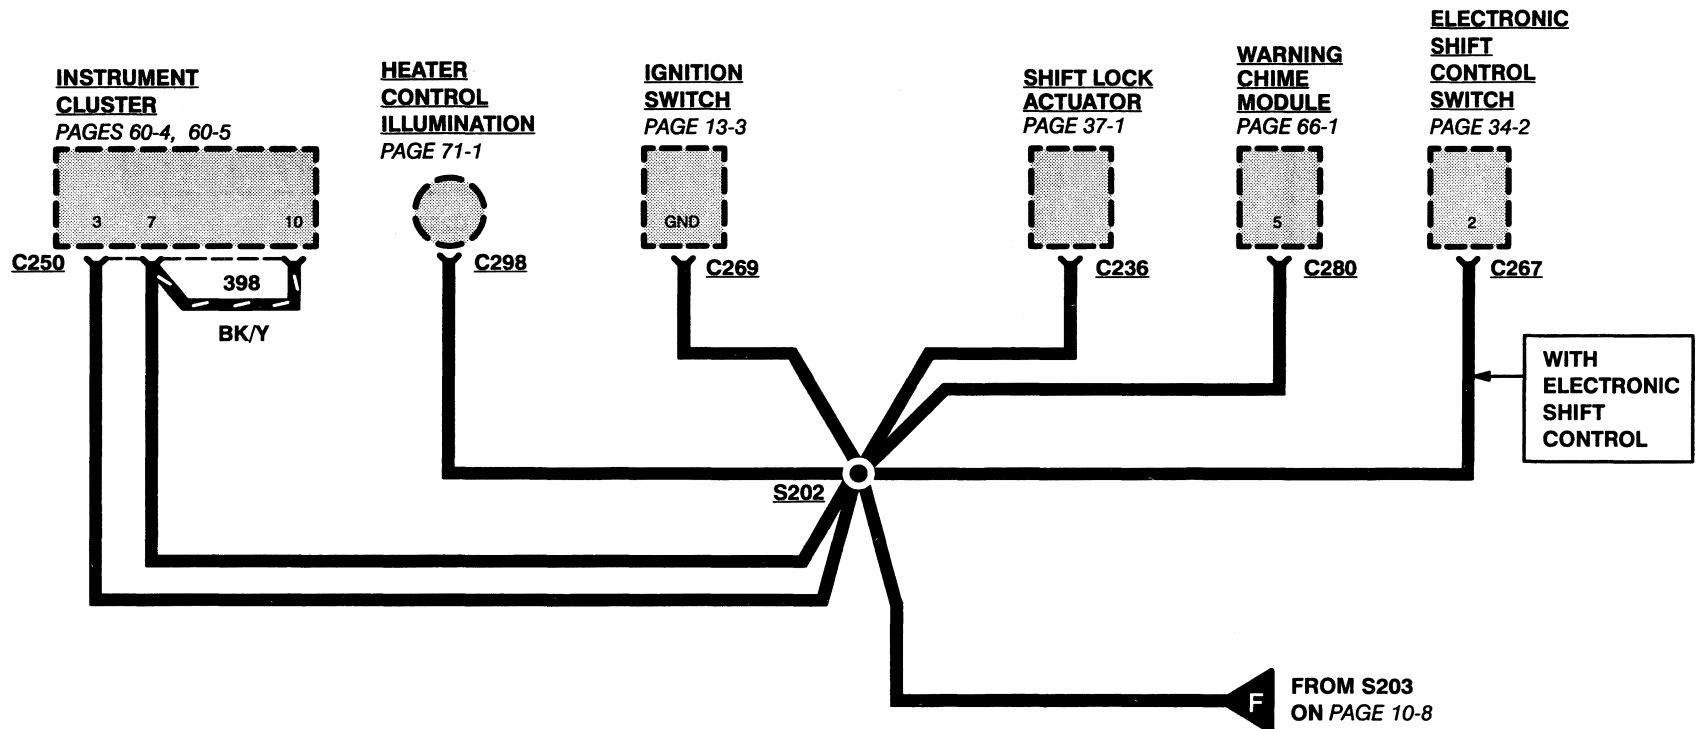 INSTRUMENT
CLUSTER
PAGES 60-4, 60-5
3
7
10
C250
398
BK/Y
HEATER
CONTROL
ILLUMINATION
PAGE 71-1
C298
IGNITION
SWITCH
PAGE 13-3
GND
C269
SHIFT LOCK
ACTUATOR
PAGE 37-1
C236
WARNING
CHIME
MODULE
PAGE 66-1
5
C280
ELECTRONIC
SHIFT
CONTROL
SWITCH
PAGE 34-2
2
C267
WITH
ELECTRONIC
SHIFT
CONTROL
S202
F
FROM S203
ON PAGE 10-8